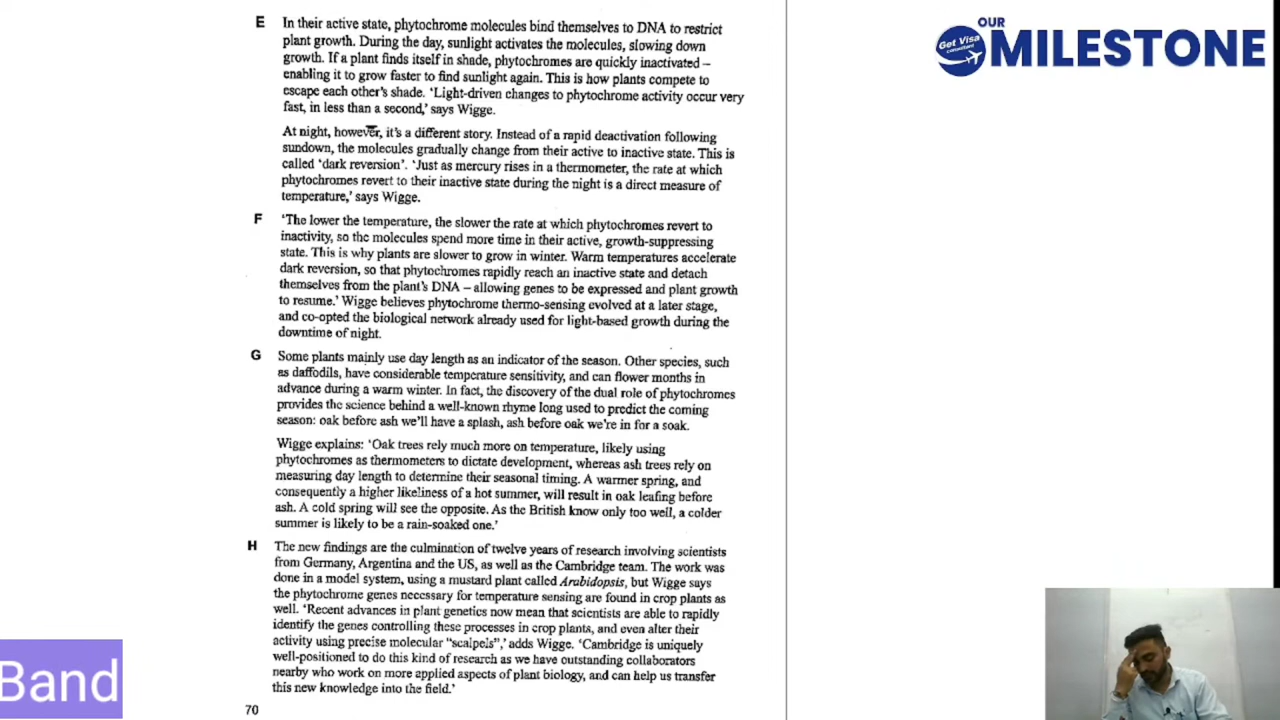 OUR
Get Visa
consultant
MILESTONE
E In their active state, phytochrome molecules bind themselves to DNA to restrict
plant growth. During the day, sunlight activates the molecules, slowing down
growth. If a plant finds itself in shade, phytochromes are quickly inactivated –
enabling it to grow faster to find sunlight again. This is how plants compete to
escape each other's shade. 'Light-driven changes to phytochrome activity occur very
fast, in less than a second,' says Wigge.
At night, however, it's a different story. Instead of a rapid deactivation following
sundown, the molecules gradually change from their active to inactive state. This is
called 'dark reversion'. 'Just as mercury rises in a thermometer, the rate at which
phytochromes revert to their inactive state during the night is a direct measure of
temperature,' says Wigge.
F 'The lower the temperature, the slower the rate at which phytochromes revert to
inactivity, so the molecules spend more time in their active, growth-suppressing
state. This is why plants are slower to grow in winter. Warm temperatures accelerate
dark reversion, so that phytochromes rapidly reach an inactive state and detach
themselves from the plant's DNA – allowing genes to be expressed and plant growth
to resume.' Wigge believes phytochrome thermo-sensing evolved at a later stage,
and co-opted the biological network already used for light-based growth during the
downtime of night.
G Some plants mainly use day length as an indicator of the season. Other species, such
as daffodils, have considerable temperature sensitivity, and can flower months in
advance during a warm winter. In fact, the discovery of the dual role of phytochromes
provides the science behind a well-known rhyme long used to predict the coming
season: oak before ash we'll have a splash, ash before oak we're in for a soak.
Wigge explains: 'Oak trees rely much more on temperature, likely using
phytochromes as thermometers to dictate development, whereas ash trees rely on
measuring day length to determine their seasonal timing. A warmer spring, and
consequently a higher likeliness of a hot summer, will result in oak leafing before
ash. A cold spring will see the opposite. As the British know only too well, a colder
summer is likely to be a rain-soaked one.'
H The new findings are the culmination of twelve years of research involving scientists
from Germany, Argentina and the US, as well as the Cambridge team. The work was
done in a model system, using a mustard plant called Arabidopsis, but Wigge says
the phytochrome genes necessary for temperature sensing are found in crop plants as
well. 'Recent advances in plant genetics now mean that scientists are able to rapidly
identify the genes controlling these processes in crop plants, and even alter their
activity using precise molecular "scalpels",' adds Wigge. 'Cambridge is uniquely
well-positioned to do this kind of research as we have outstanding collaborators
nearby who work on more applied aspects of plant biology, and can help us transfer
this new knowledge into the field.'
Band
70